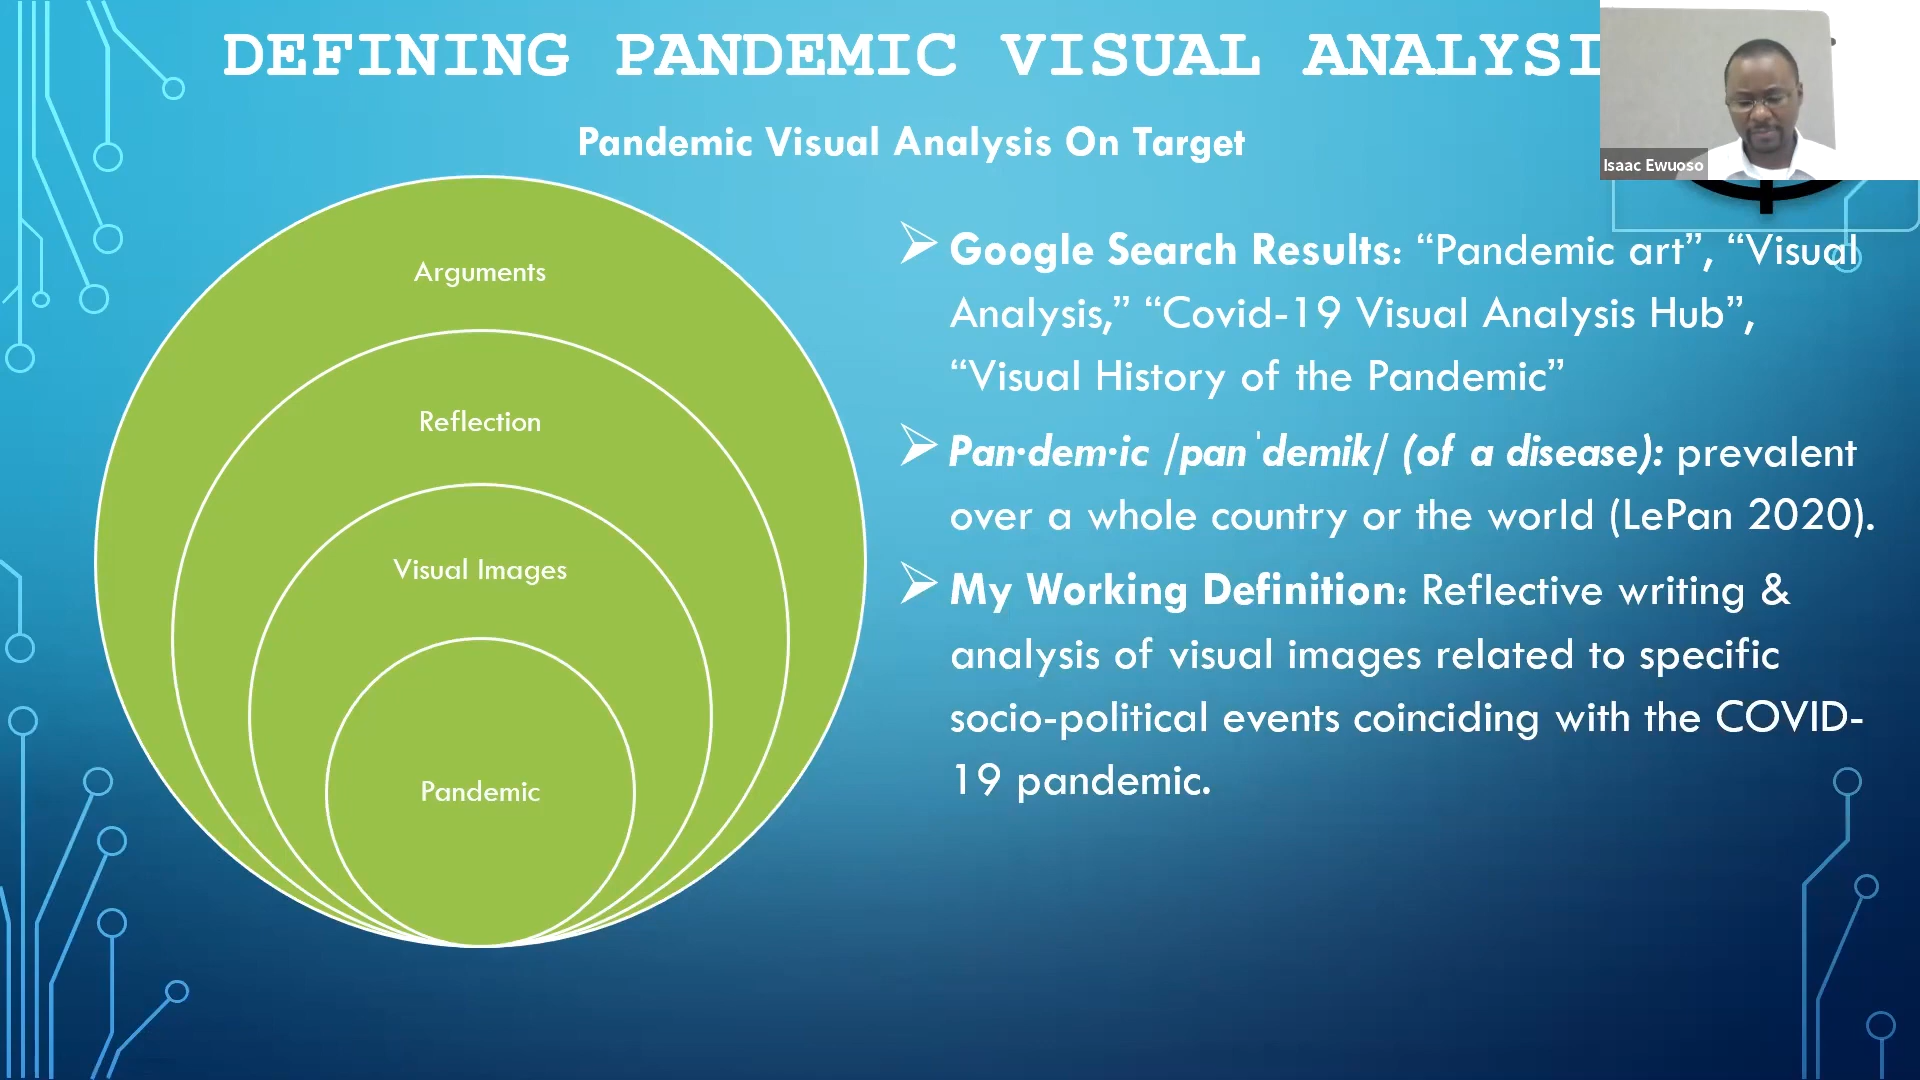 DEFINING PANDEMIC VISUAL ANALYSI
Isaac Ewuoso
Pandemic Visual Analysis On Target
Arguments
Reflection
Visual Images
Pandemic
➢ Google Search Results: “Pandemic art”, “Visual
Analysis,” “Covid-19 Visual Analysis Hub”,
“Visual History of the Pandemic”
➢ Pan·dem·ic /panˈdemik/ (of a disease): prevalent
over a whole country or the world (LePan 2020).
➢ My Working Definition: Reflective writing &
analysis of visual images related to specific
socio-political events coinciding with the COVID-
19 pandemic.